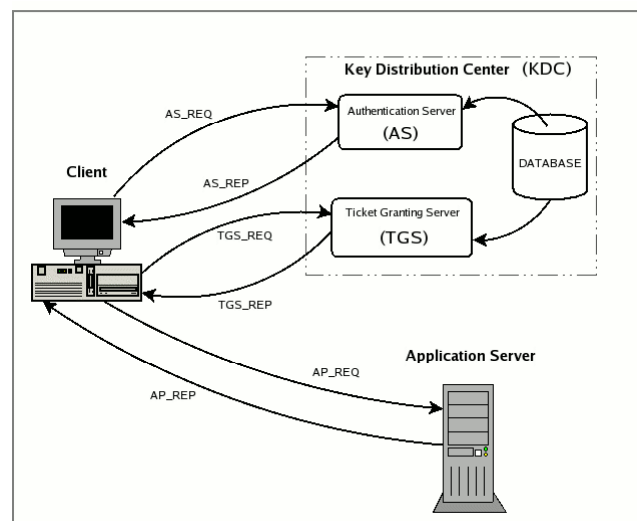 Key Distribution Center (KDC)
Authentication Server
(AS)
AS_REQ
DATABASE
Client
AS_REP
Ticket Granting Server
(TGS)
TGS_REQ
TGS_REP
Application Server
AP_REQ
AP_REP